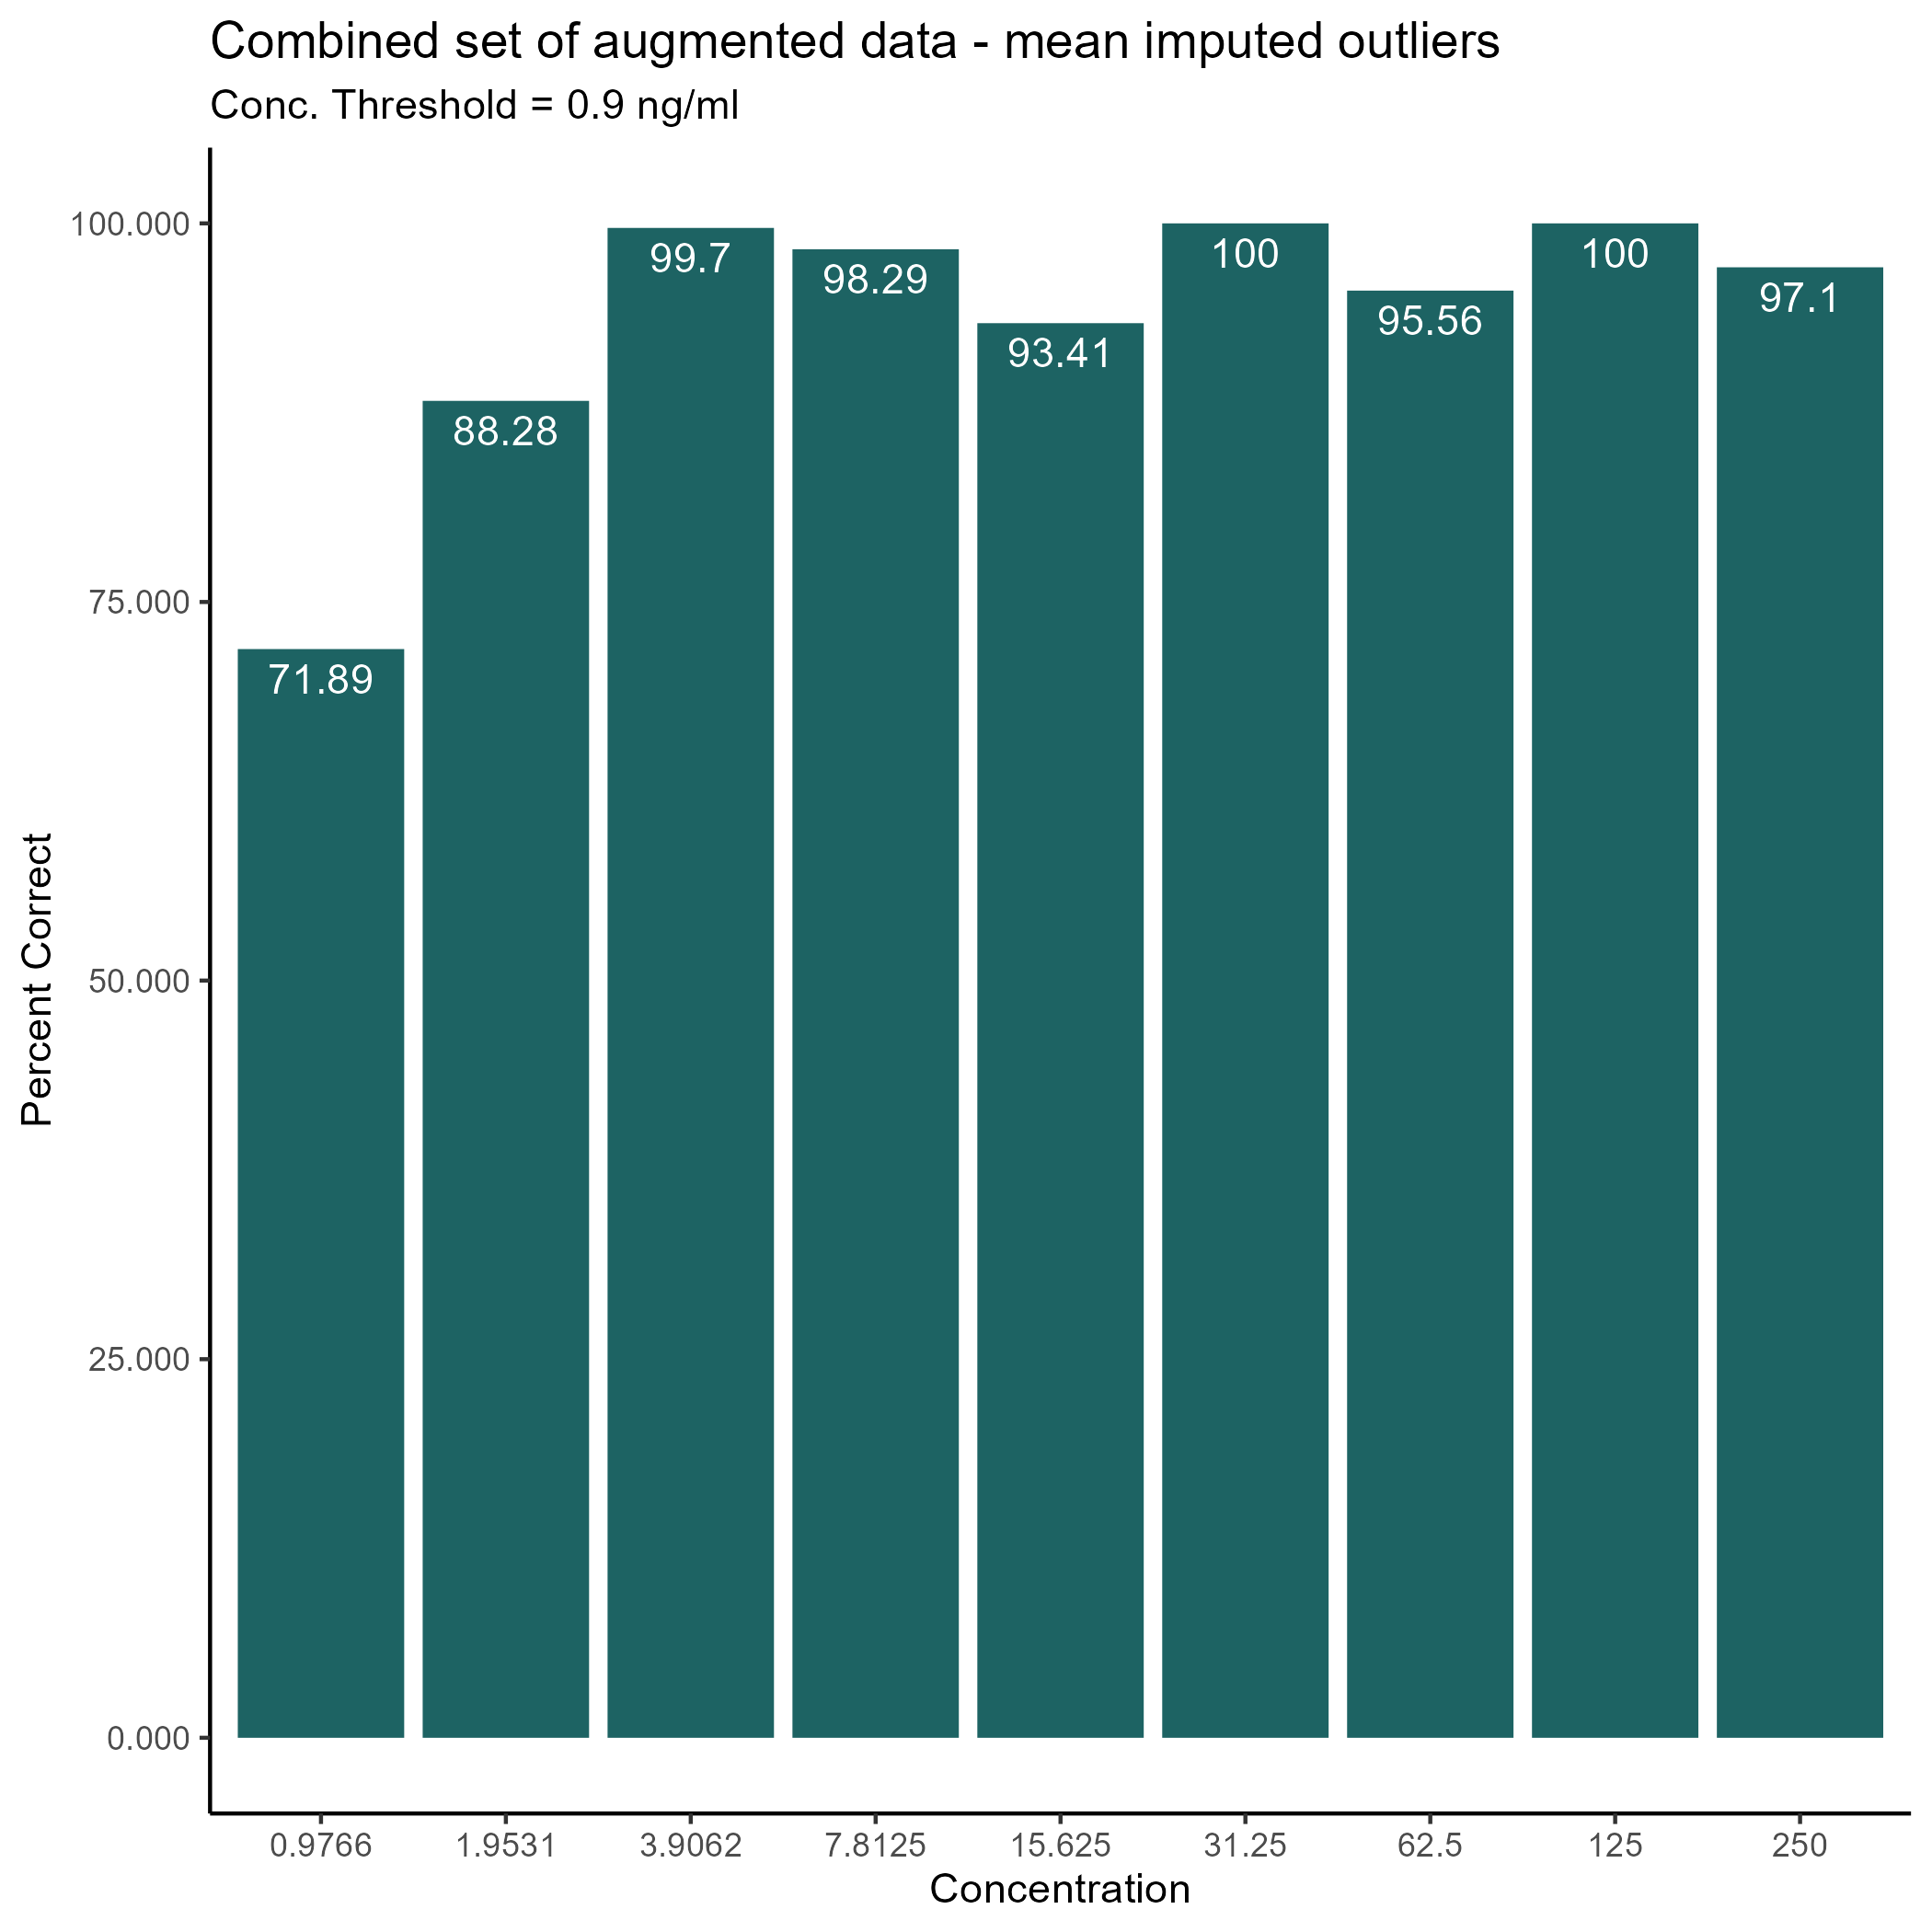 Combined set of augmented data - mean imputed outliers
Conc. Threshold = 0.9 ng/ml
Percent Correct
100.000
75.000
50.000
25.000
0.000
71.89
88.28
99.7
98.29
93.41
100
95.56
100
97.1
0.9766 1.9531 3.9062 7.8125 15.625 31.25 62.5 125 250
Concentration